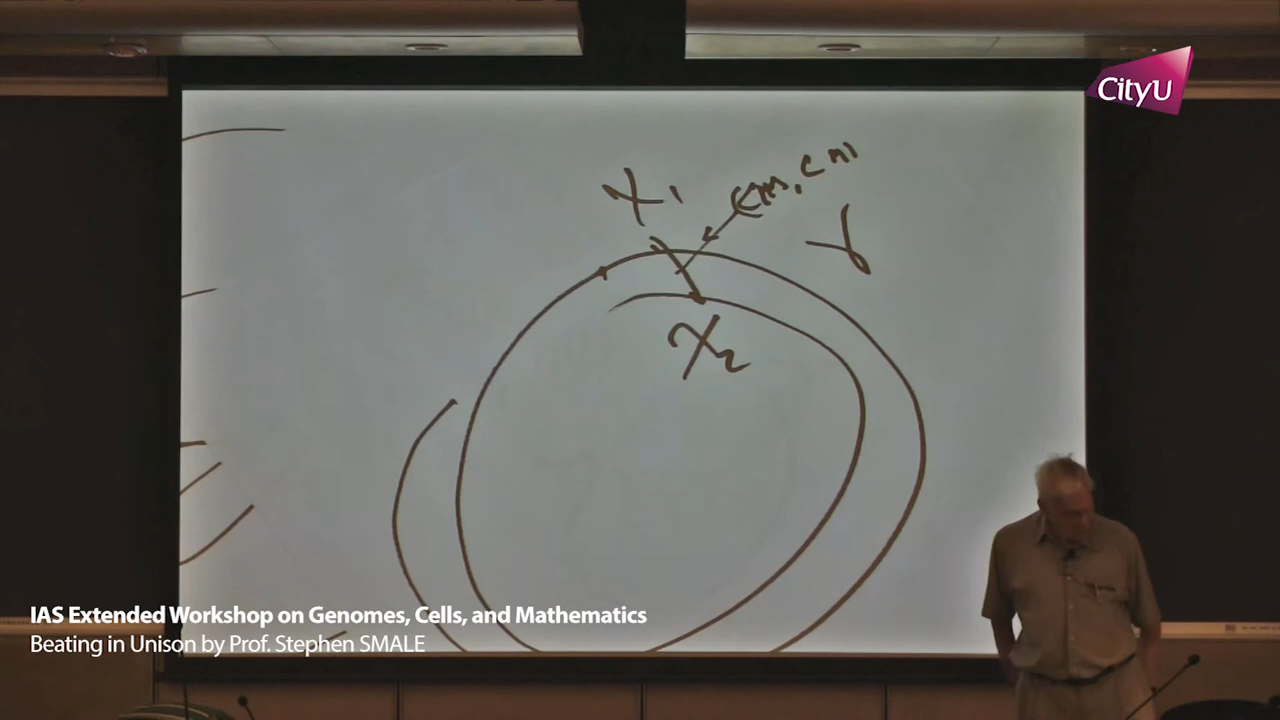 CityU
X₁
γ
X₂
IAS Extended Workshop on Genomes, Cells, and Mathematics
Beating in Unison by Prof. Stephen SMALE